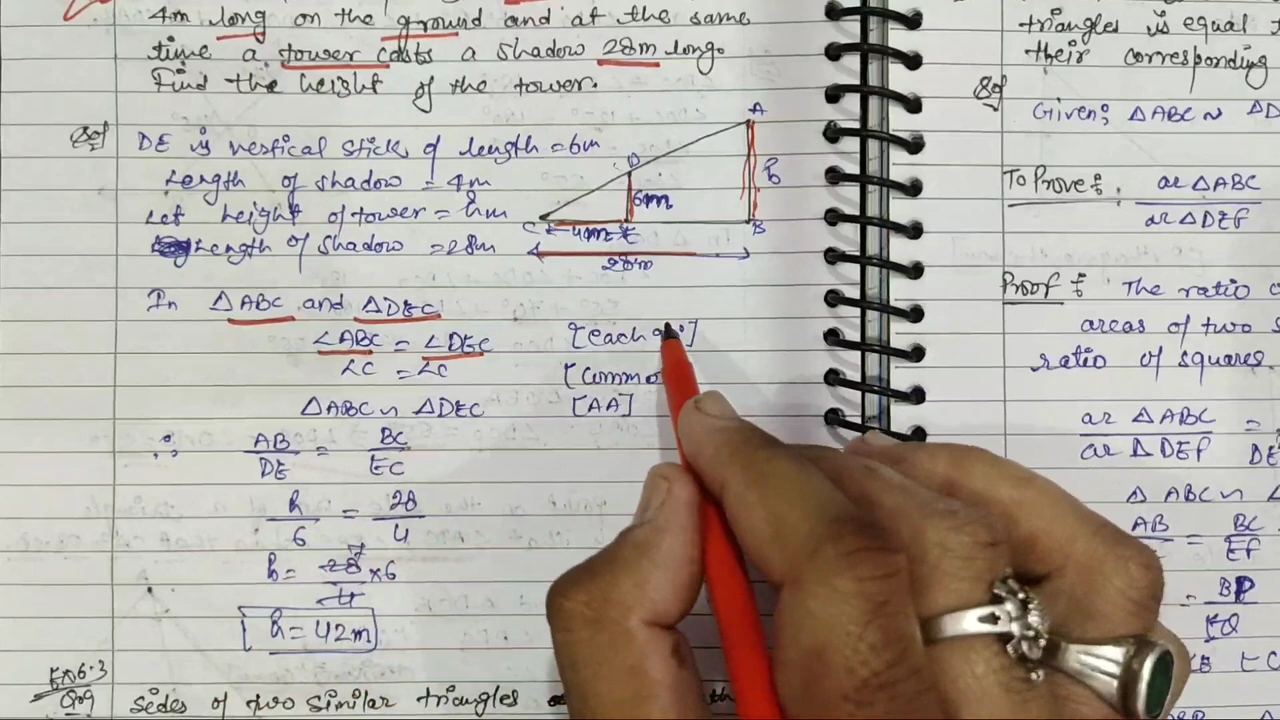 4m long on the ground and at the same
time a tower casts a shadow 28m long.
Find the height of the tower.
Sol DE is vertical stick of length = 6m
Length of shadow = 4m
Let height of tower = hm
Length of shadow = 28m
A
D
h
6m
C 4m E B
28m
In △ABC and △DEC
∠ABC = ∠DEC [each 90°]
∠C = ∠C [Commo
△ABC ~ △DEC [AA]
∴ AB/DE = BC/EC
h/6 = 28/4
h = 28/4 × 6
7
h = 42m
Ex 6.3
sides of two similar triangles
triangles is equal
their corresponding
Sol
Given: △ABC ~ △D
To Prove: ar △ABC / ar △DEF
Proof: The ratio
areas of two
ratio of squares
ar △ABC / ar △DEF =
△ ABC ~
AB = BC/EF